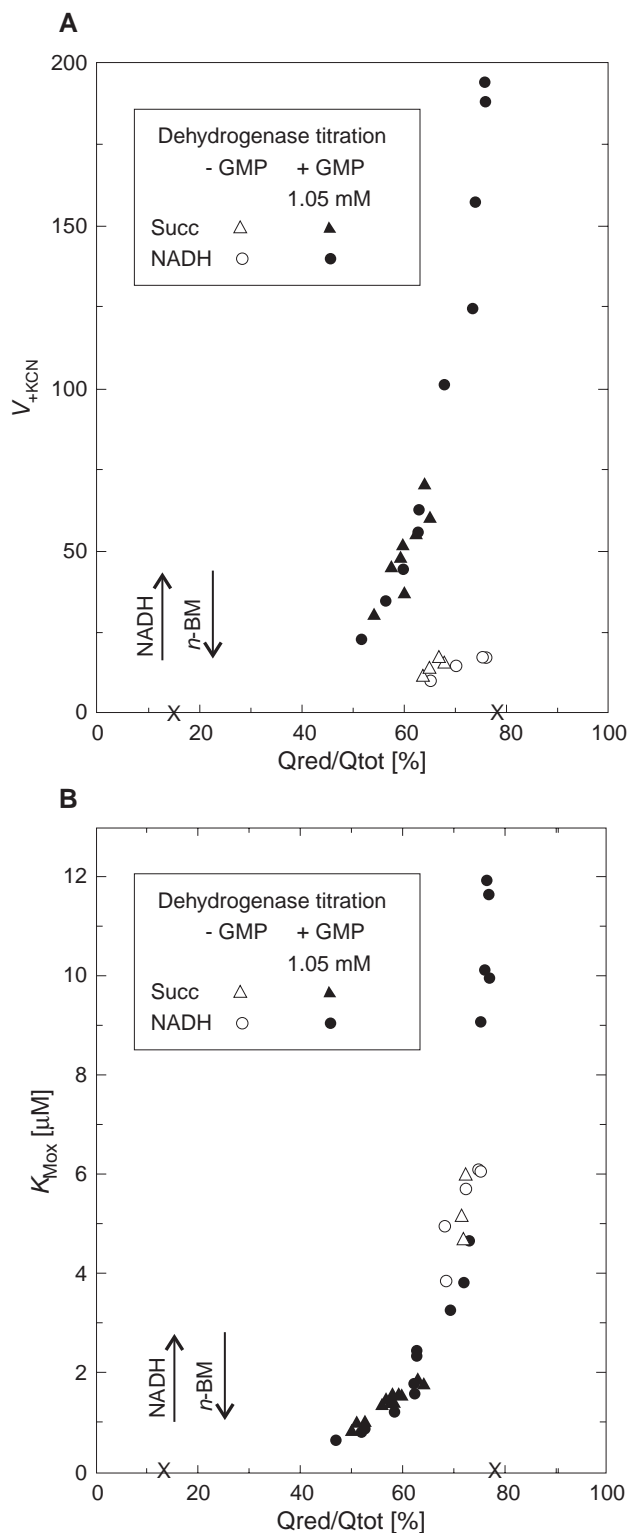 A
200
150
100
50
0
V+KCN
Dehydrogenase titration
- GMP + GMP
1.05 mM
Succ △ ▲
NADH ○ ●
NADH
n-BM
X X
0 20 40 60 80 100
Qred/Qtot [%]
B
12
10
8
6
4
2
0
KMox [μM]
Dehydrogenase titration
- GMP + GMP
1.05 mM
Succ △ ▲
NADH ○ ●
NADH
n-BM
X X
0 20 40 60 80 100
Qred/Qtot [%]